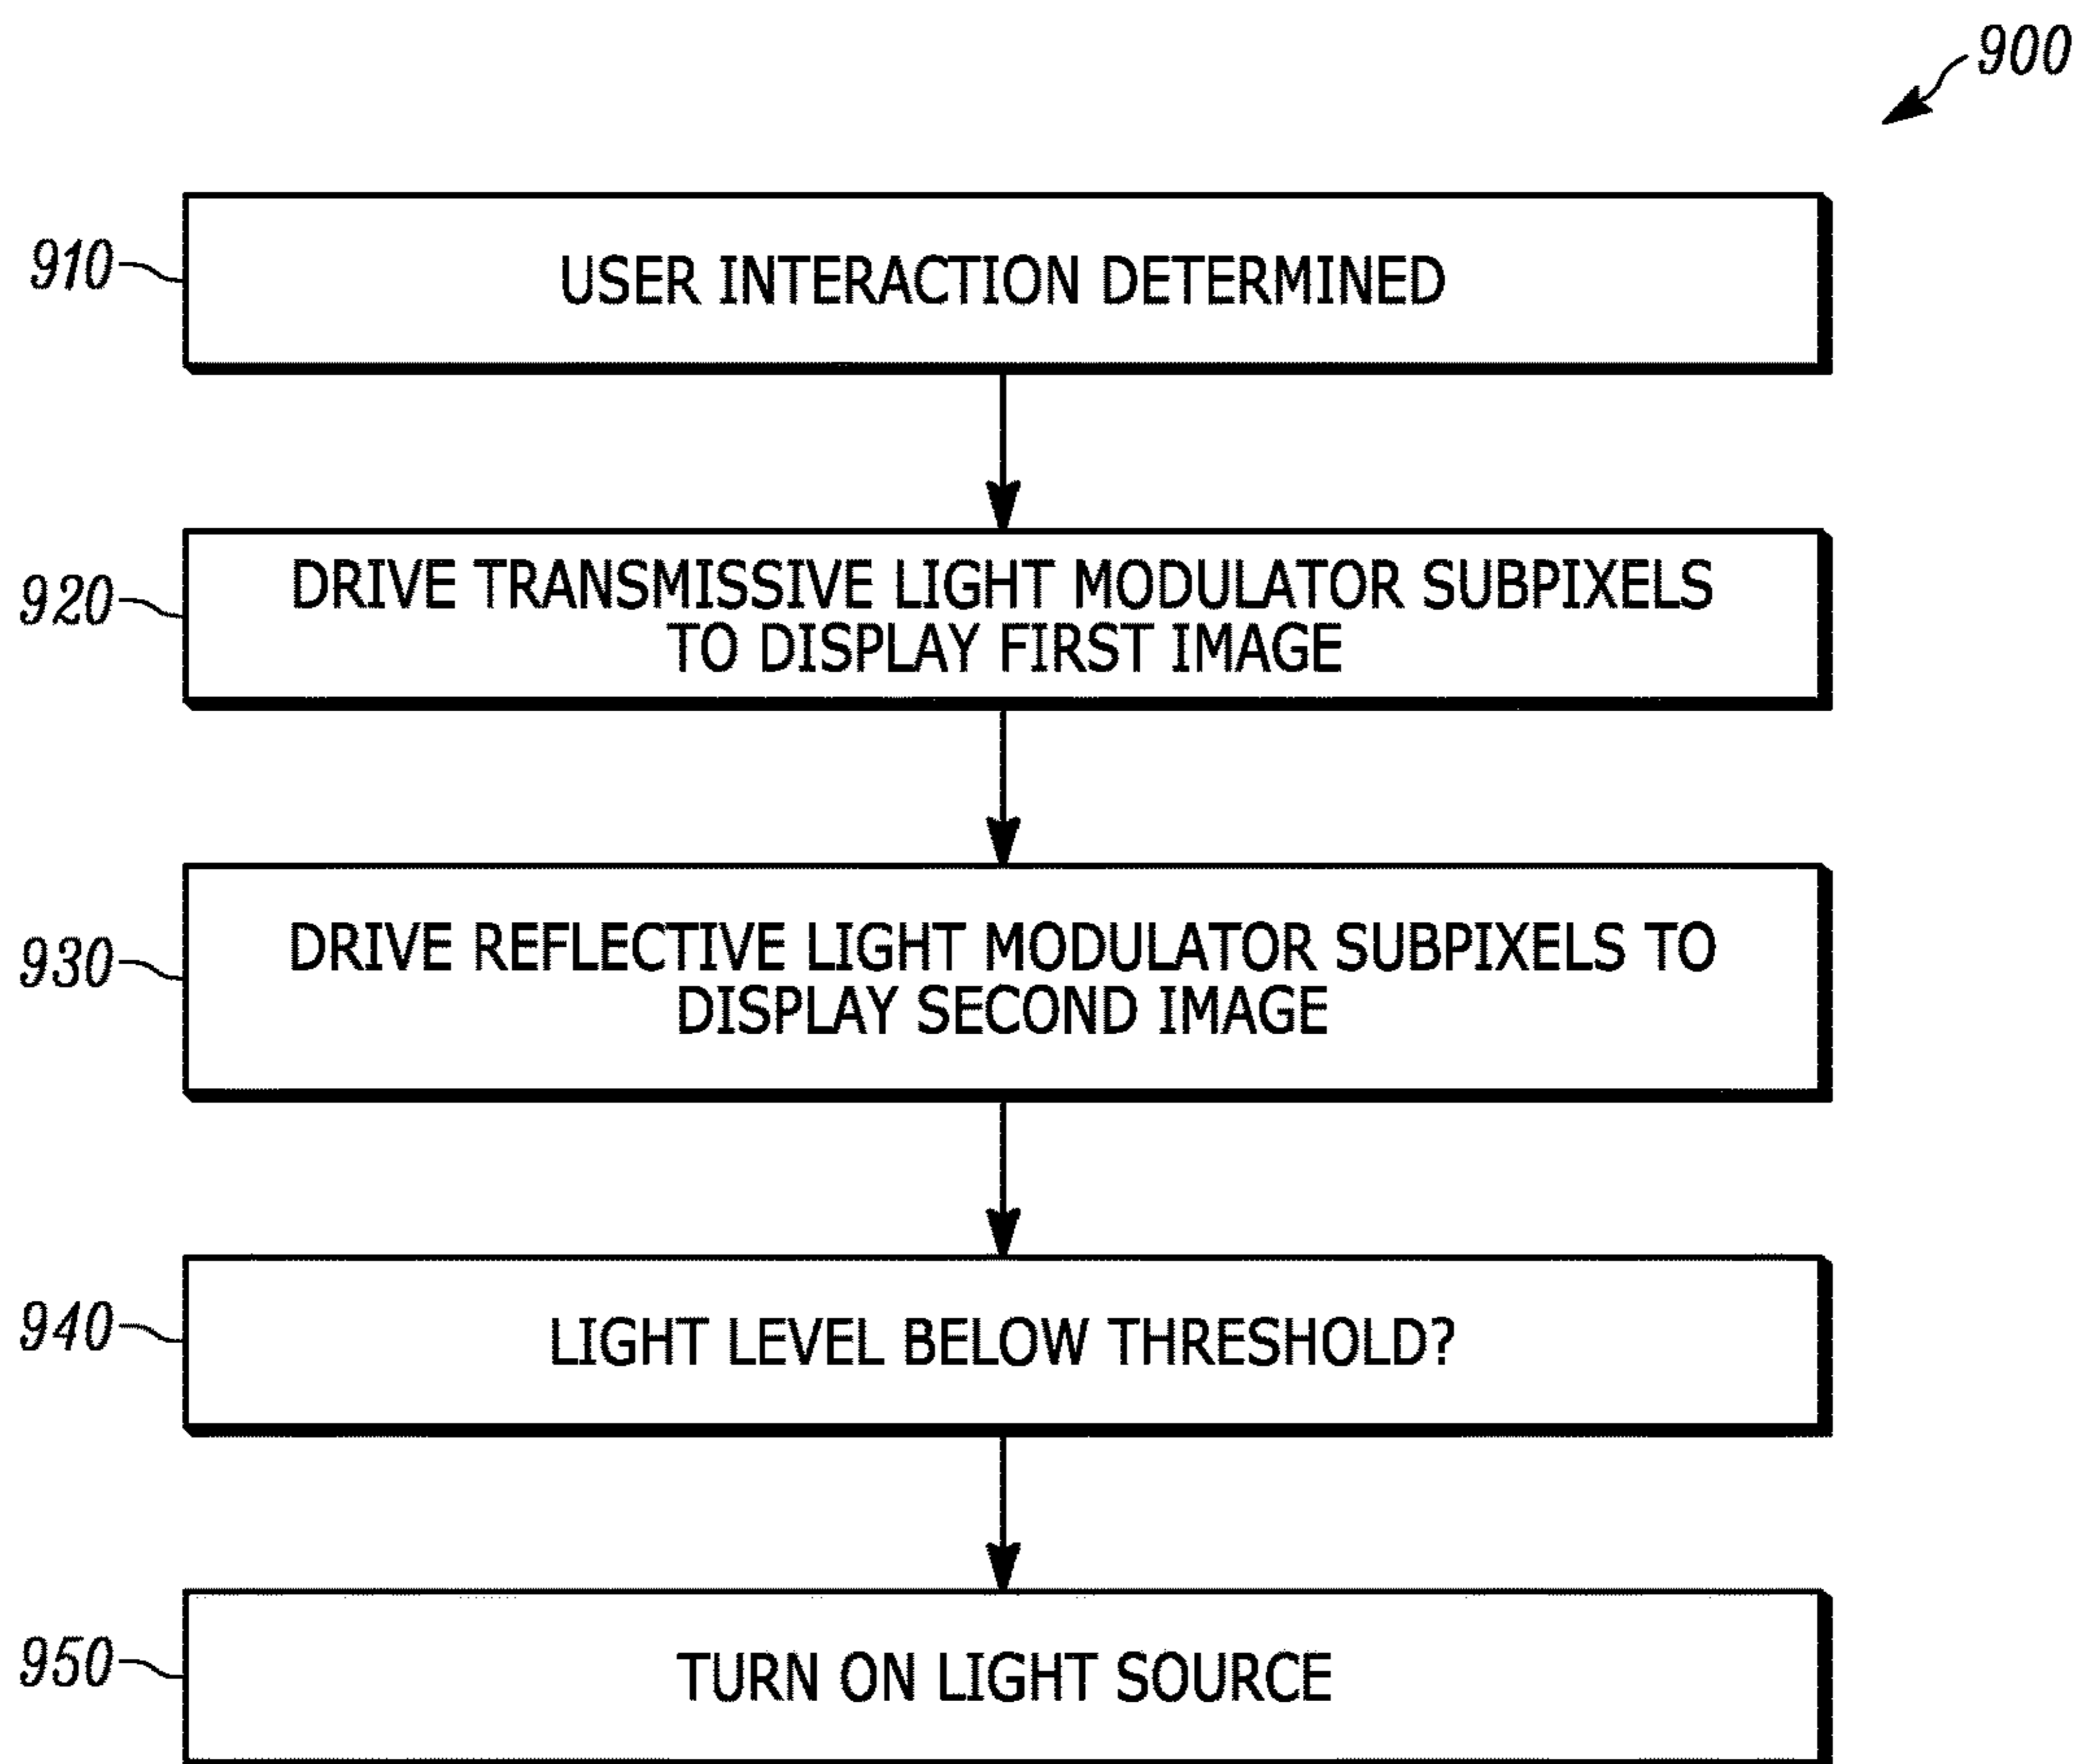 900
910
USER INTERACTION DETERMINED
920
DRIVE TRANSMISSIVE LIGHT MODULATOR SUBPIXELS
TO DISPLAY FIRST IMAGE
930
DRIVE REFLECTIVE LIGHT MODULATOR SUBPIXELS TO
DISPLAY SECOND IMAGE
940
LIGHT LEVEL BELOW THRESHOLD?
950
TURN ON LIGHT SOURCE